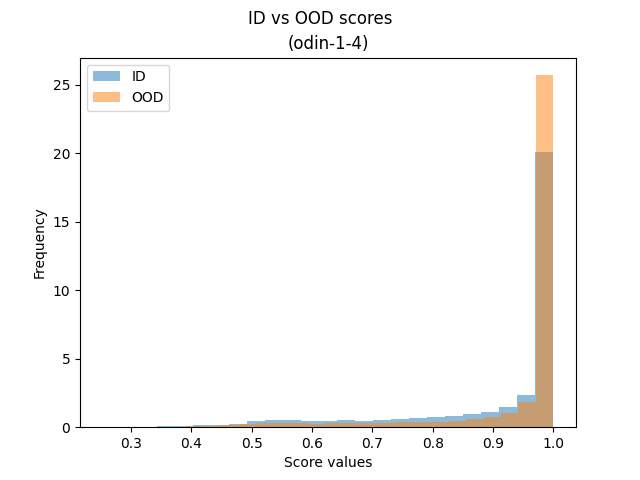 ID vs OOD scores
(odin-1-4)
ID
OOD
25
20
15
10
5
0
Frequency
0.3 0.4 0.5 0.6 0.7 0.8 0.9 1.0
Score values